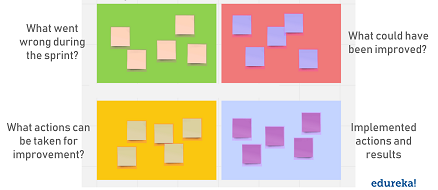 What went
wrong during
the sprint?
What could have
been improved?
What actions can
be taken for
improvement?
Implemented
actions and
results
edureka!